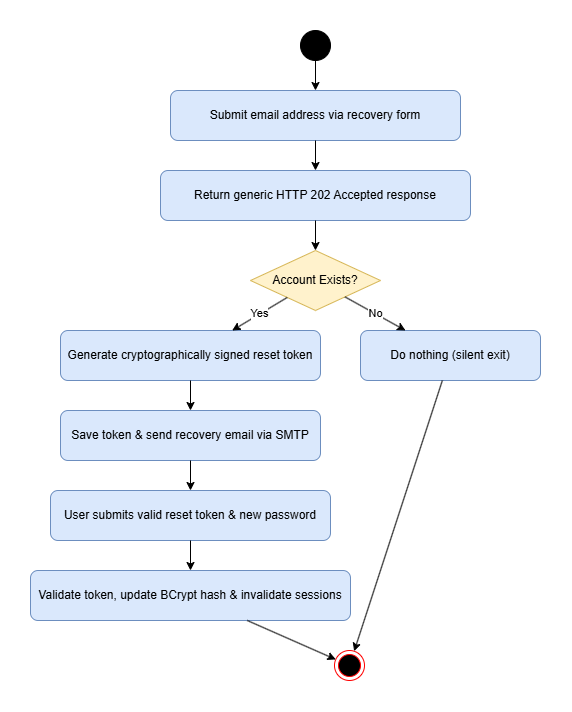 Submit email address via recovery form
Return generic HTTP 202 Accepted response
Account Exists?
Yes
No
Generate cryptographically signed reset token
Do nothing (silent exit)
Save token & send recovery email via SMTP
User submits valid reset token & new password
Validate token, update BCrypt hash & invalidate sessions